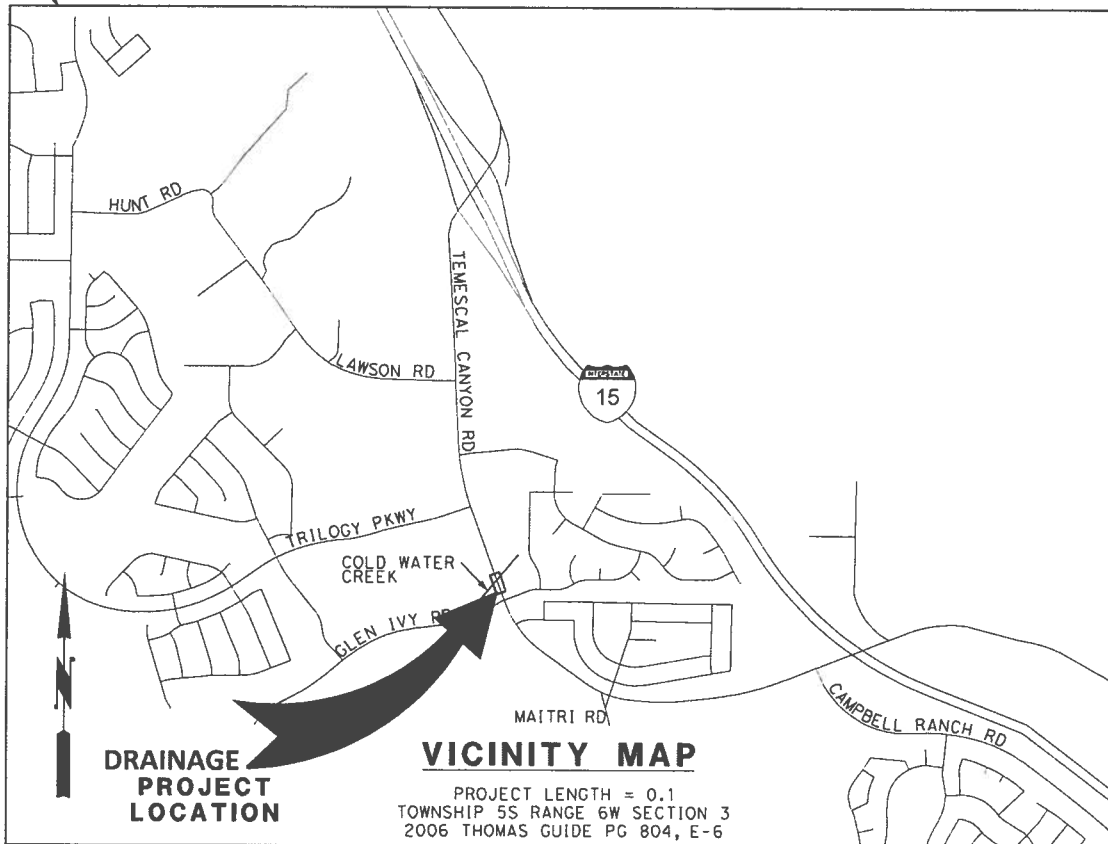 HUNT RD
TEMESCAL CANYON RD
LAWSON RD
INTERSTATE
15
TRILOGY PKWY
COLD WATER
CREEK
GLEN IVY RD
MAITRI RD
CAMPBELL RANCH RD
N
DRAINAGE
PROJECT
LOCATION
VICINITY MAP
PROJECT LENGTH = 0.1
TOWNSHIP 5S RANGE 6W SECTION 3
2006 THOMAS GUIDE PG 804, E-6